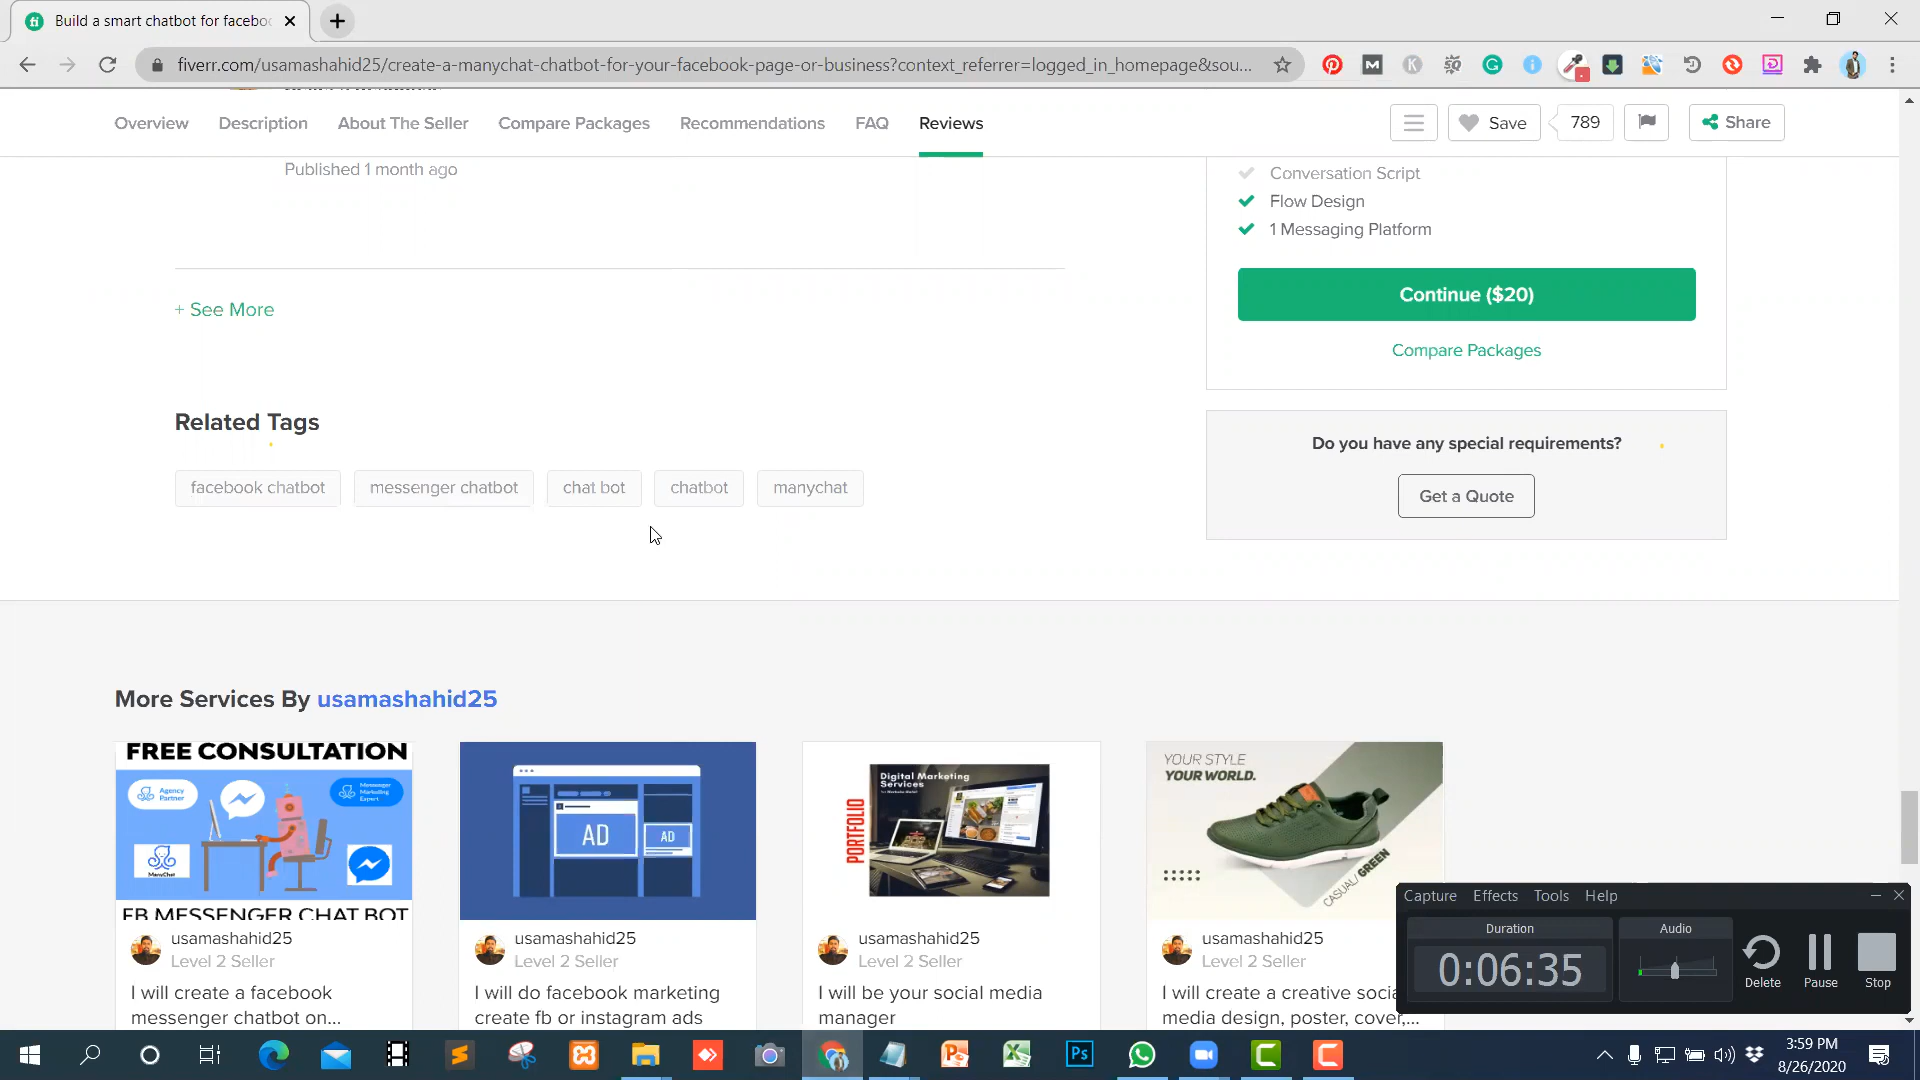 Build a smart chatbot for facebo
fiverr.com/usamashahid25/create-a-manychat-chatbot-for-your-facebook-page-or-business?context_referrer=logged_in_homepage&sou...
Overview
Description
About The Seller
Compare Packages
Recommendations
FAQ
Reviews
Save
789
Share
Published 1 month ago
Conversation Script
Flow Design
1 Messaging Platform
Continue ($20)
Compare Packages
+ See More
Related Tags
facebook chatbot
messenger chatbot
chat bot
chatbot
manychat
Do you have any special requirements?
Get a Quote
More Services By usamashahid25
FREE CONSULTATION
Agency
Partner
Messenger
Marketing
Expert
ManyChat
FB MESSENGER CHAT BOT
AD
AD
Digital Marketing
Services
PORTFOLIO
YOUR STYLE
YOUR WORLD.
CASUAL/GREEN
usamashahid25
Level 2 Seller
I will create a facebook
messenger chatbot on...
usamashahid25
Level 2 Seller
I will do facebook marketing
create fb or instagram ads
usamashahid25
Level 2 Seller
I will be your social media
manager
usamashahid25
Level 2 Seller
I will create a creative socia
media design, poster, cover,...
Capture
Effects
Tools
Help
Duration
0:06:35
Audio
Delete
Pause
Stop
3:59 PM
8/26/2020